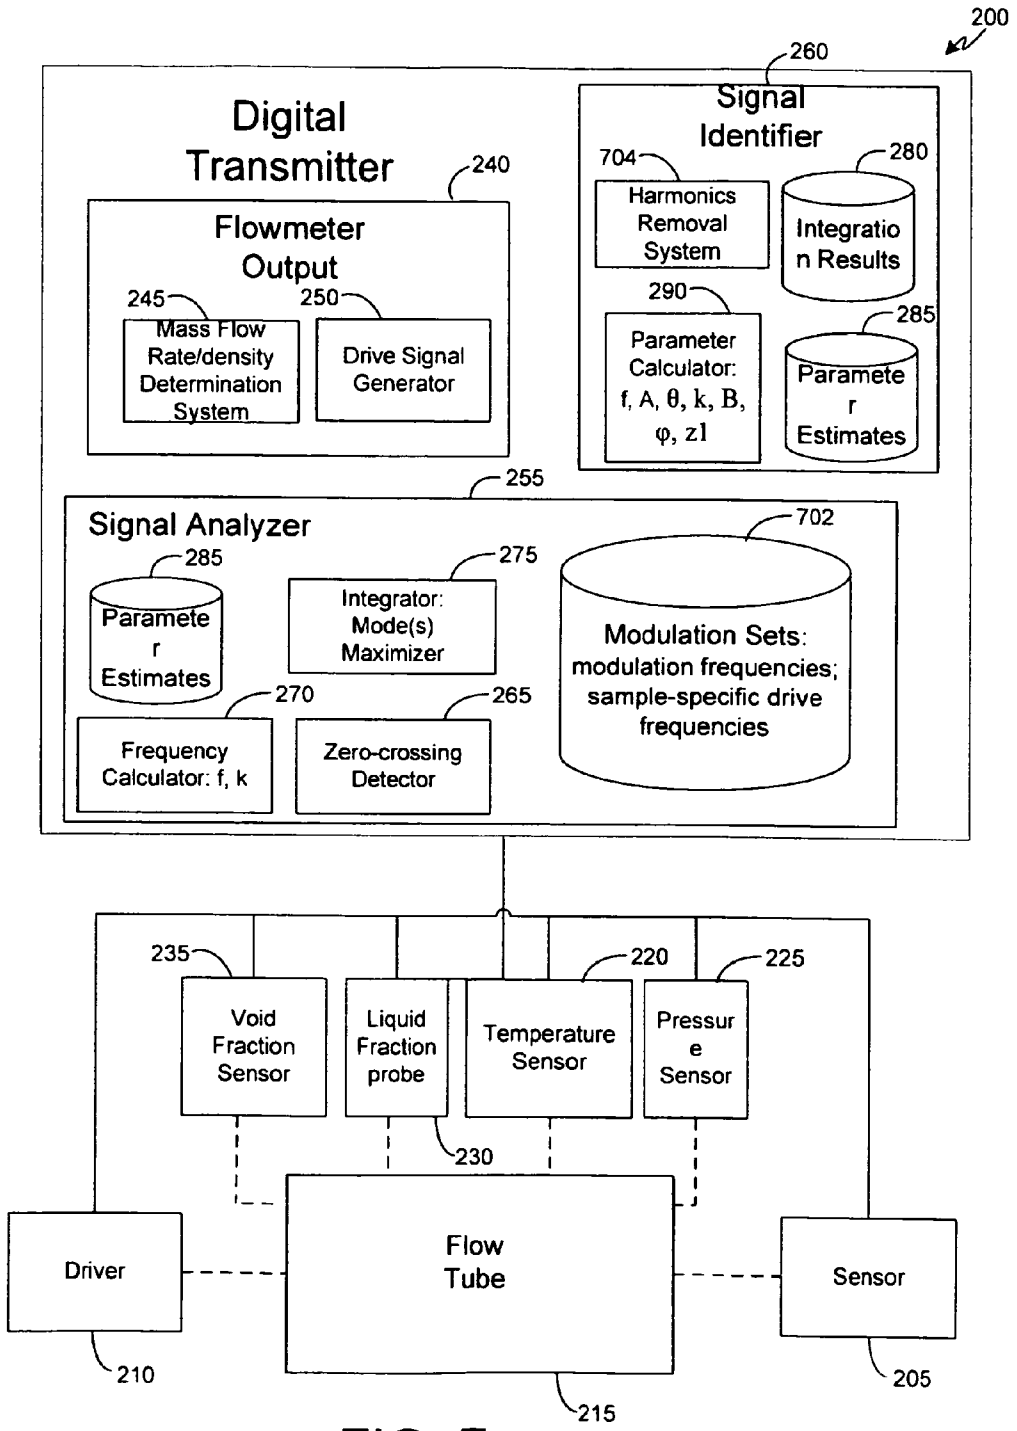 200
260
Digital
Transmitter
Signal
Identifier
240
704
280
Flowmeter
Output
Harmonics
Removal
System
Integratio
n Results
245
250
290
285
Mass Flow
Rate/density
Determination
System
Drive Signal
Generator
Parameter
Calculator:
f, A, θ, k, B,
φ, z1
Paramete
r
Estimates
255
Signal Analyzer
702
285
275
Paramete
r
Estimates
Integrator:
Mode(s)
Maximizer
Modulation Sets:
modulation frequencies;
sample-specific drive
frequencies
270
265
Frequency
Calculator: f, k
Zero-crossing
Detector
235
220
225
Void
Fraction
Sensor
Liquid
Fraction
probe
Temperature
Sensor
Pressur
e
Sensor
230
Driver
Flow
Tube
Sensor
210
215
205